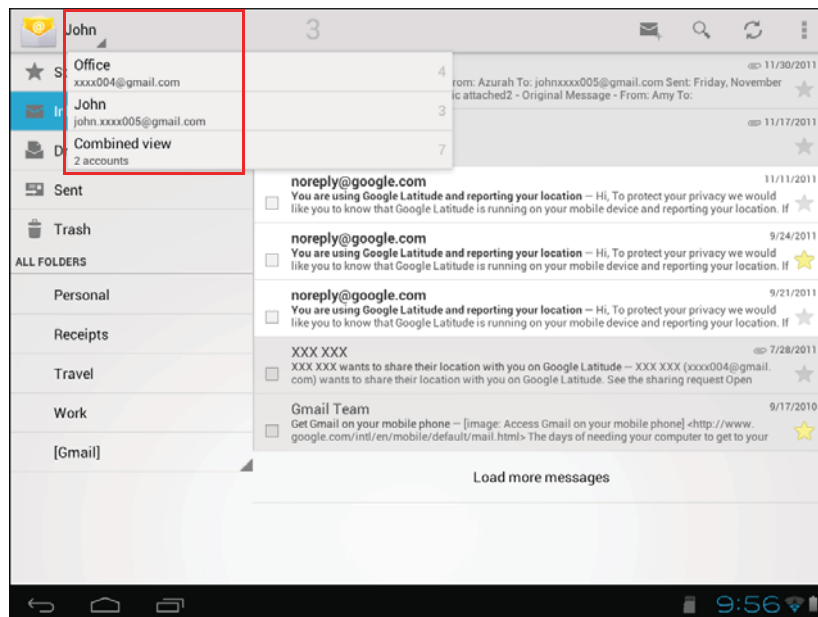 John
3
Office
xxxx004@gmail.com
4
John
john.xxxx005@gmail.com
3
Combined view
2 accounts
7
S
In
D
Sent
Trash
ALL FOLDERS
Personal
Receipts
Travel
Work
[Gmail]
11/30/2011
rom: Azurah To: johnxxxx005@gmail.com Sent: Friday, November
ic attached2 - Original Message - From: Amy To:
11/17/2011
noreply@google.com
11/11/2011
You are using Google Latitude and reporting your location — Hi, To protect your privacy we would
like you to know that Google Latitude is running on your mobile device and reporting your location. If
noreply@google.com
9/24/2011
You are using Google Latitude and reporting your location — Hi, To protect your privacy we would
like you to know that Google Latitude is running on your mobile device and reporting your location. If
noreply@google.com
9/21/2011
You are using Google Latitude and reporting your location — Hi, To protect your privacy we would
like you to know that Google Latitude is running on your mobile device and reporting your location. If
XXX XXX
7/28/2011
XXX XXX wants to share their location with you on Google Latitude — XXX XXX (xxxx004@gmail.
com) wants to share their location with you on Google Latitude. See the sharing request Open
Gmail Team
9/17/2010
Get Gmail on your mobile phone — [image: Access Gmail on your mobile phone] <http://www.
google.com/intl/en/mobile/default/mail.html> The days of needing your computer to get to your
Load more messages
9:56